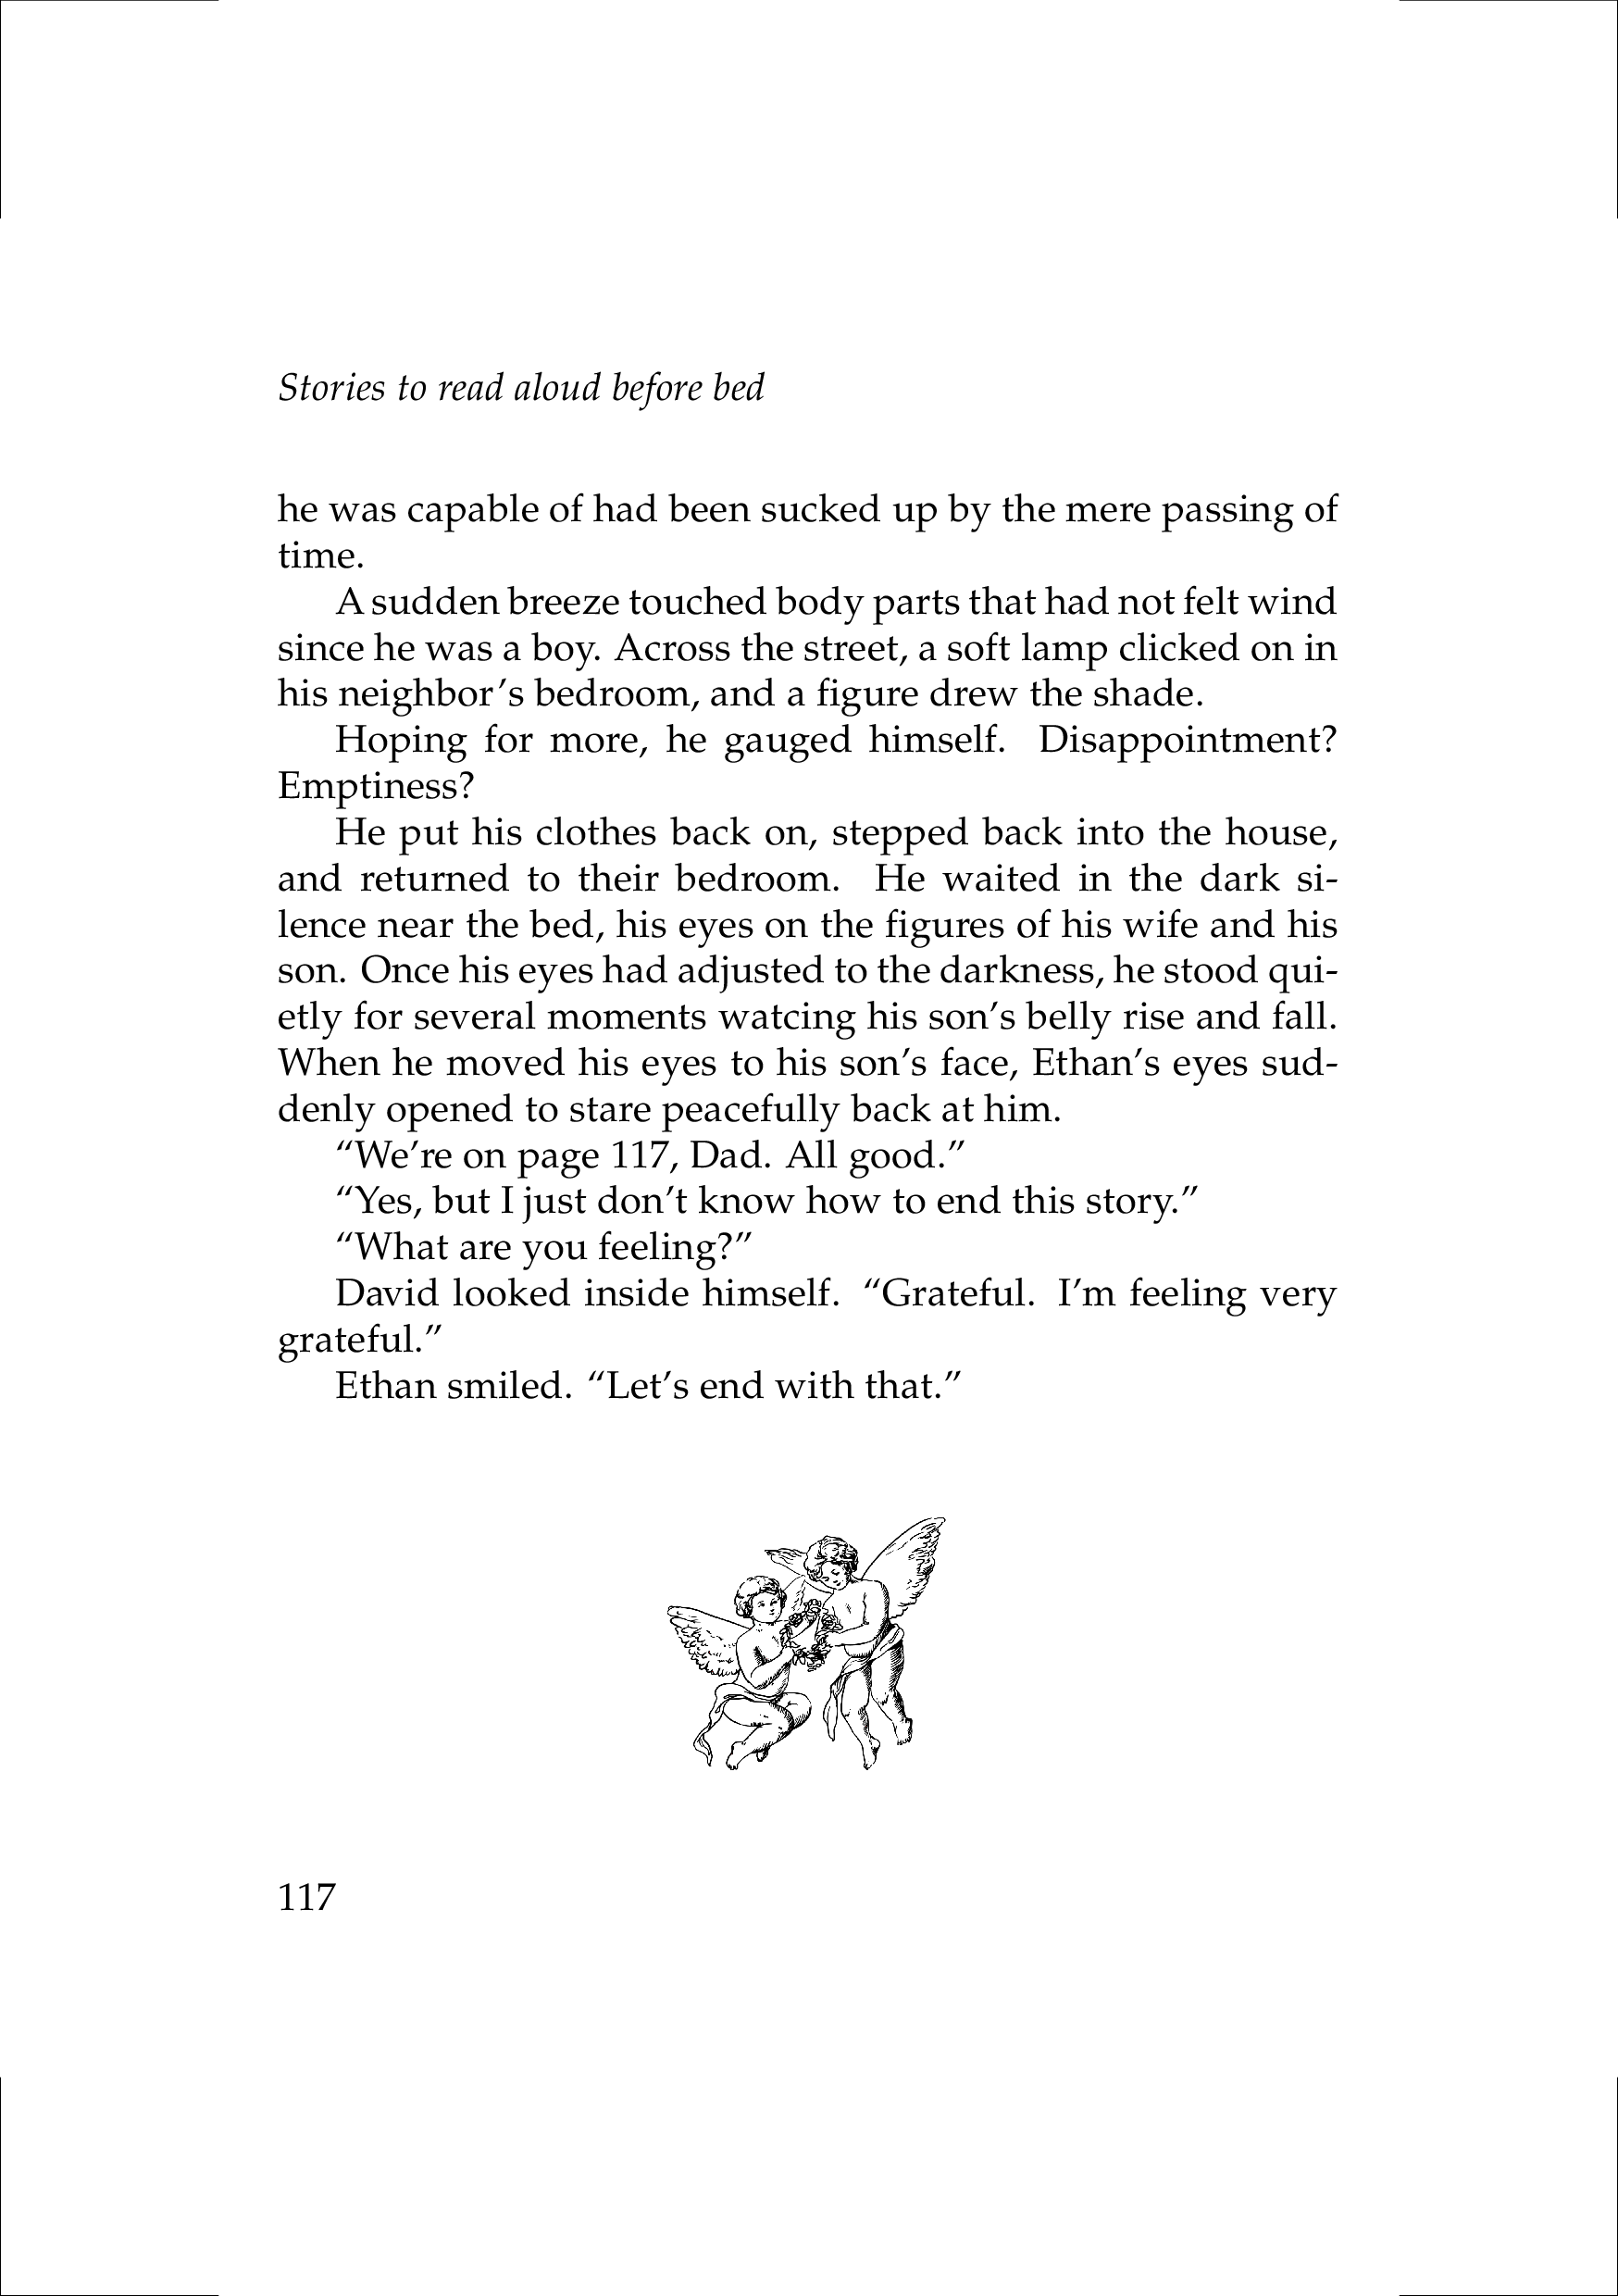 Stories to read aloud before bed
he was capable of had been sucked up by the mere passing of
time.
A sudden breeze touched body parts that had not felt wind
since he was a boy. Across the street, a soft lamp clicked on in
his neighbor’s bedroom, and a figure drew the shade.
Hoping for more, he gauged himself. Disappointment?
Emptiness?
He put his clothes back on, stepped back into the house,
and returned to their bedroom. He waited in the dark si-
lence near the bed, his eyes on the figures of his wife and his
son. Once his eyes had adjusted to the darkness, he stood qui-
etly for several moments watcing his son’s belly rise and fall.
When he moved his eyes to his son’s face, Ethan’s eyes sud-
denly opened to stare peacefully back at him.
“We’re on page 117, Dad. All good.”
“Yes, but I just don’t know how to end this story.”
“What are you feeling?”
David looked inside himself. “Grateful. I’m feeling very
grateful.”
Ethan smiled. “Let’s end with that.”
117